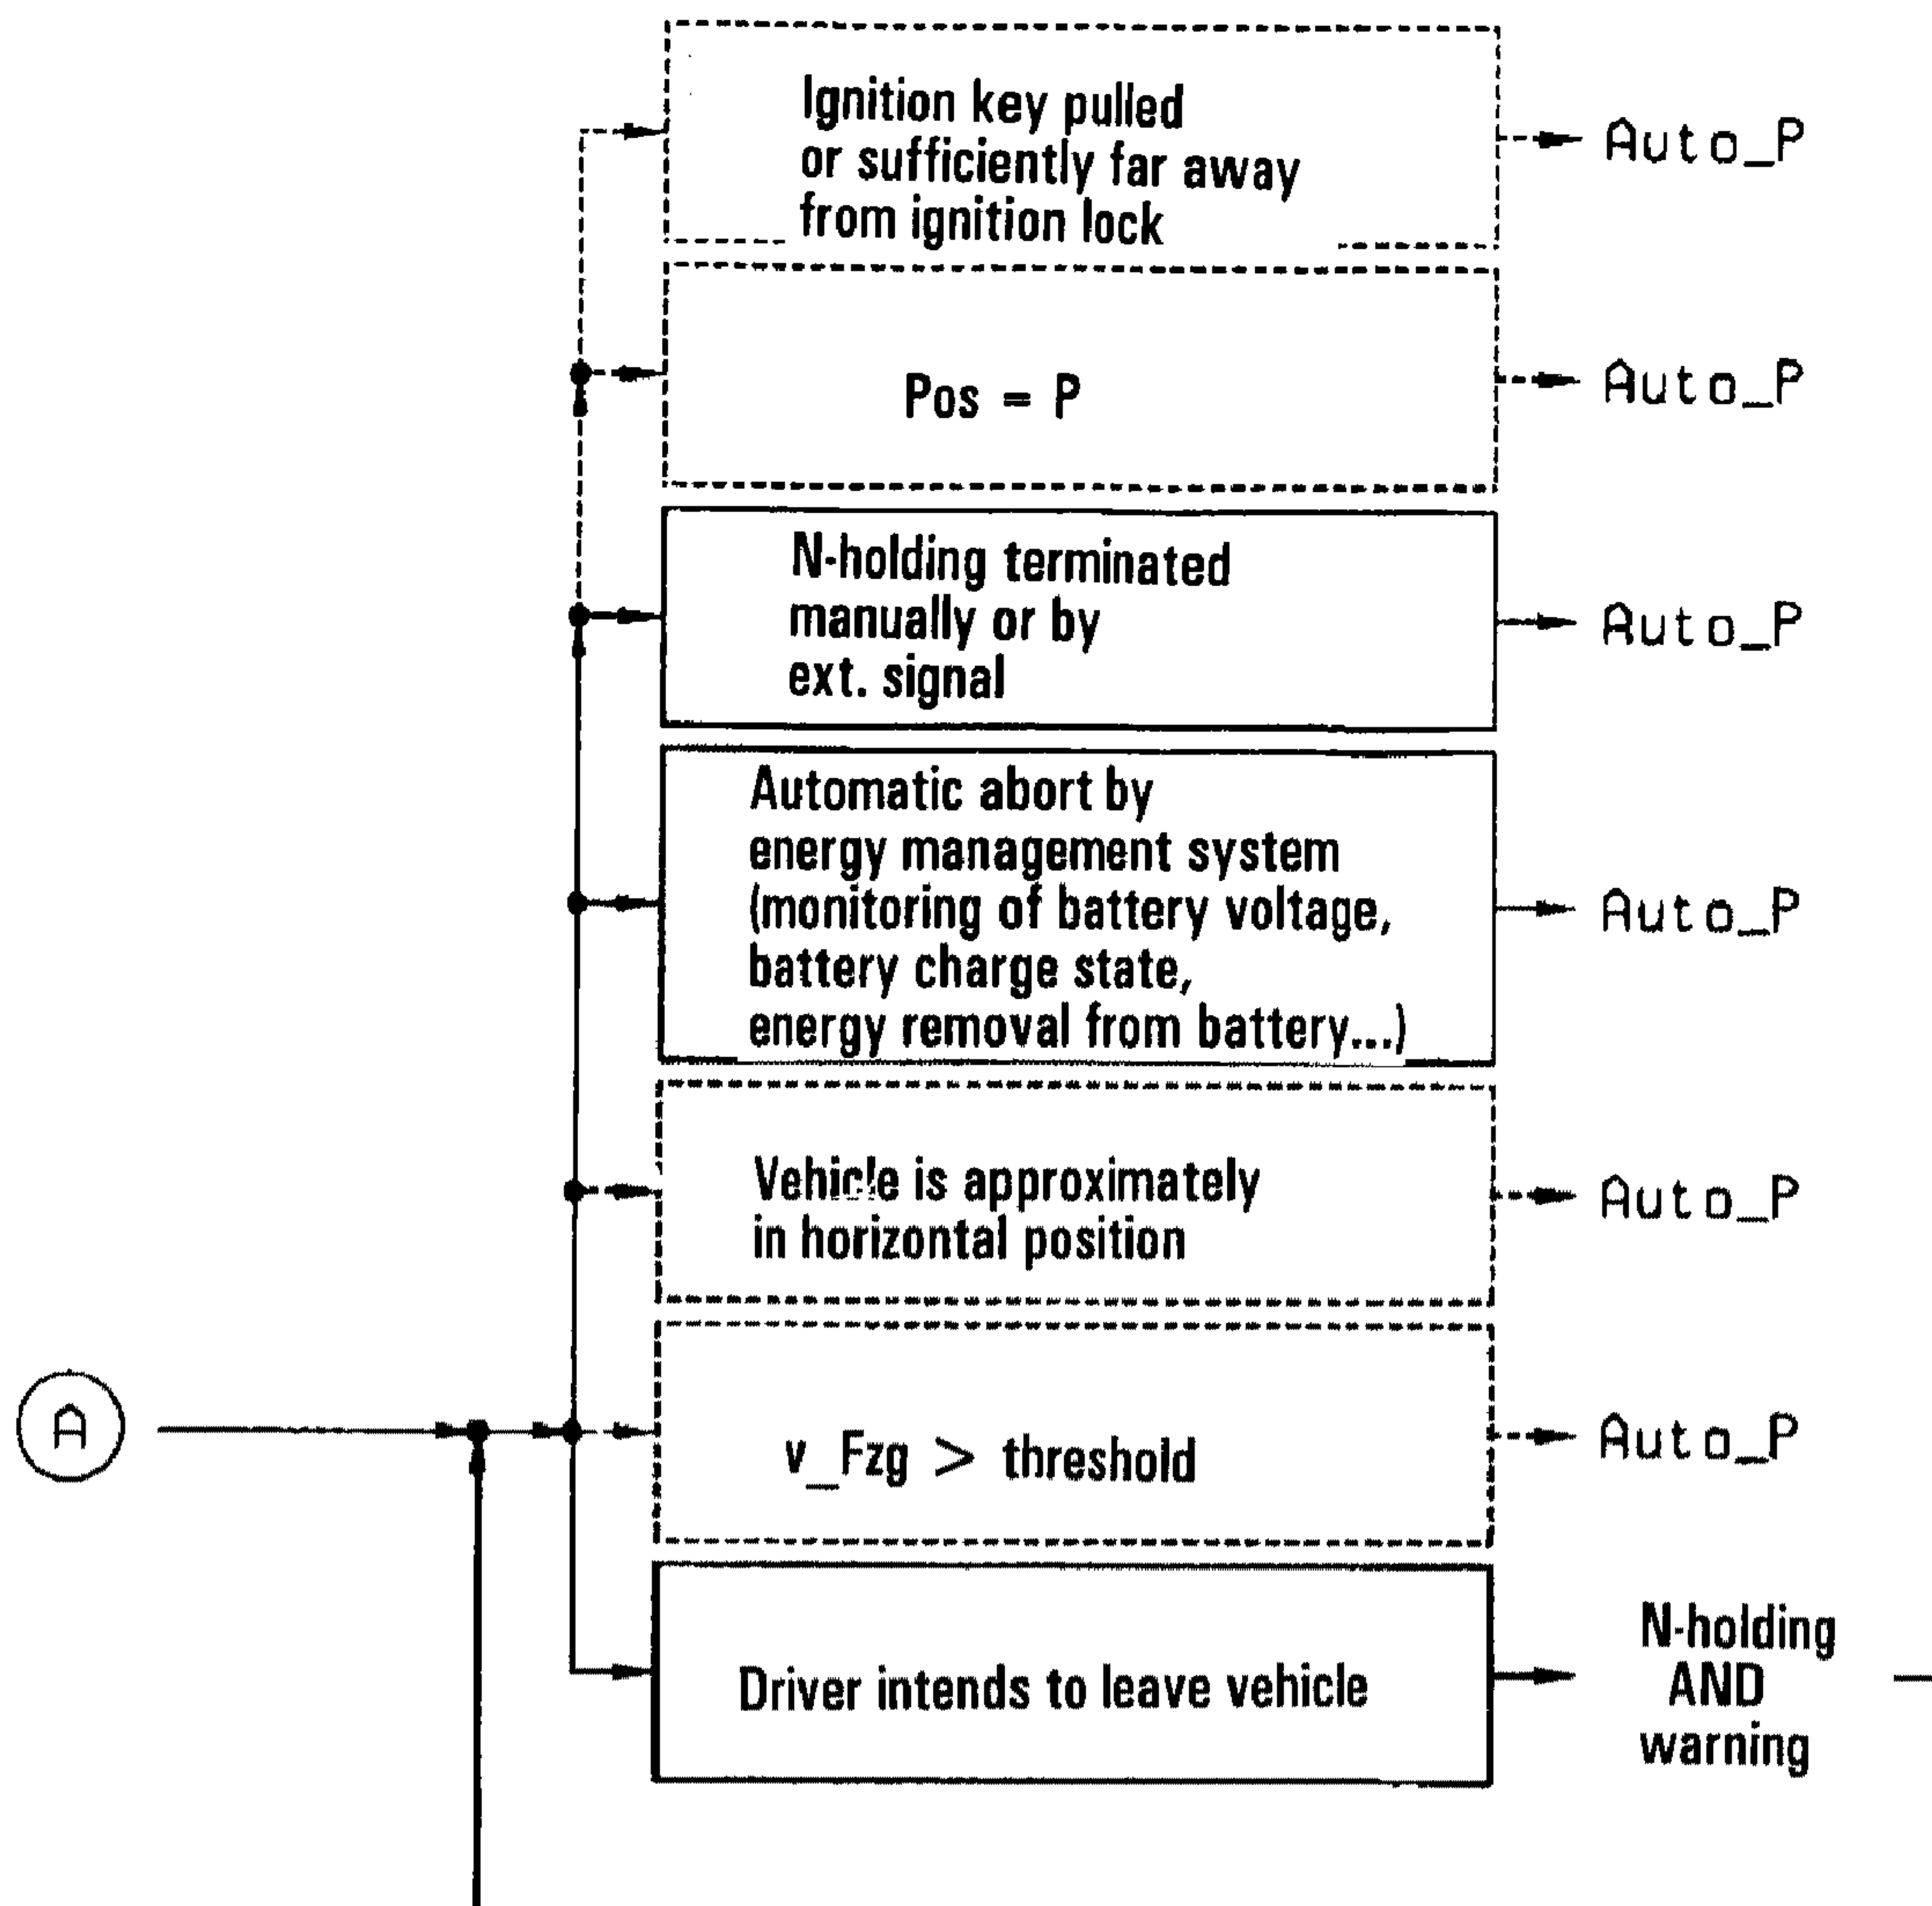 Ignition key pulled
or sufficiently far away
from ignition lock
Auto_P
Pos = P
Auto_P
N-holding terminated
manually or by
ext. signal
Auto_P
Automatic abort by
energy management system
(monitoring of battery voltage,
battery charge state,
energy removal from battery...)
Auto_P
Vehicle is approximately
in horizontal position
Auto_P
A
v_Fzg > threshold
Auto_P
Driver intends to leave vehicle
N-holding
AND
warning